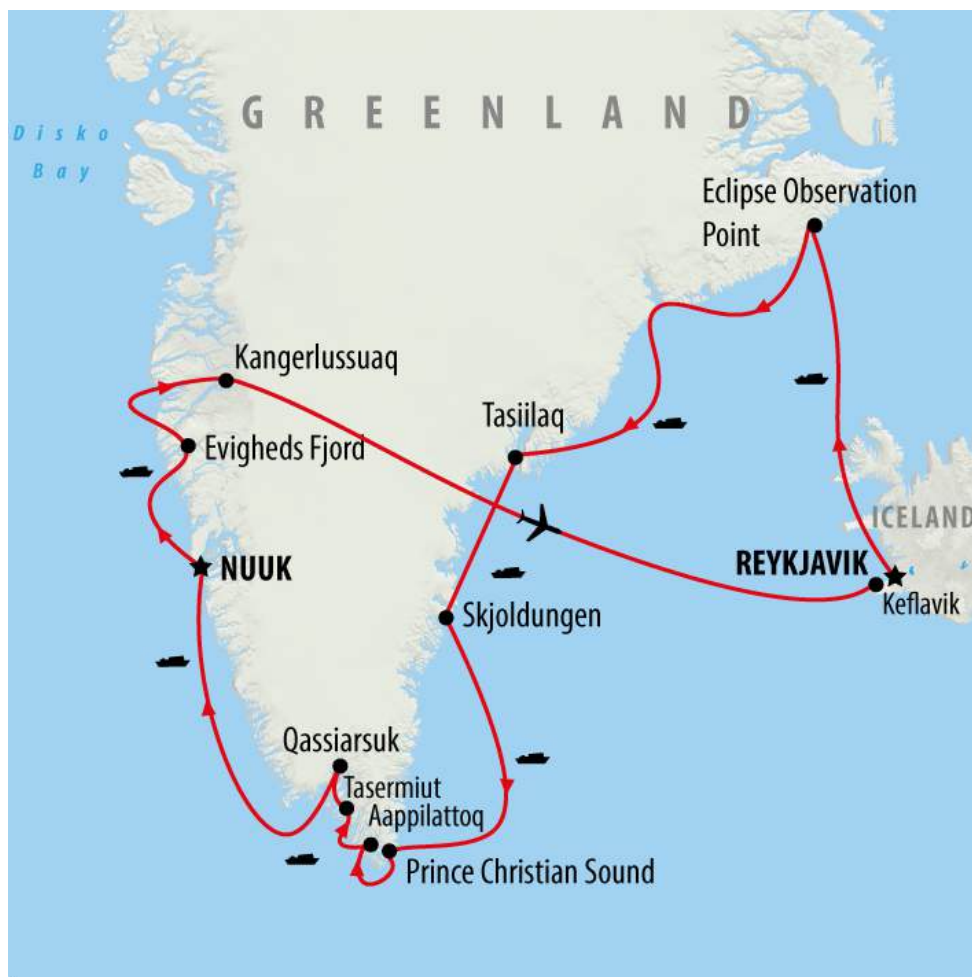 GREENLAND
Disko
Bay
Eclipse Observation
Point
Kangerlussuaq
Tasiilaq
Evigheds Fjord
ICELAND
NUUK
REYKJAVIK
Keflavik
Skjoldungen
Qassiarsuk
Tasermiut
Aappilattoq
Prince Christian Sound